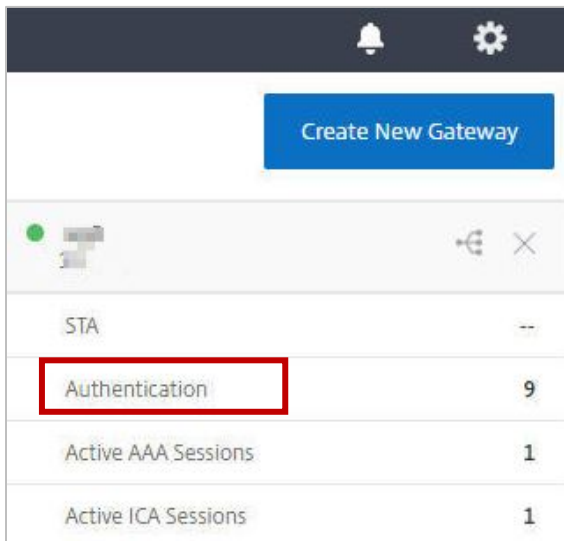 Create New Gateway
STA --
Authentication 9
Active AAA Sessions 1
Active ICA Sessions 1